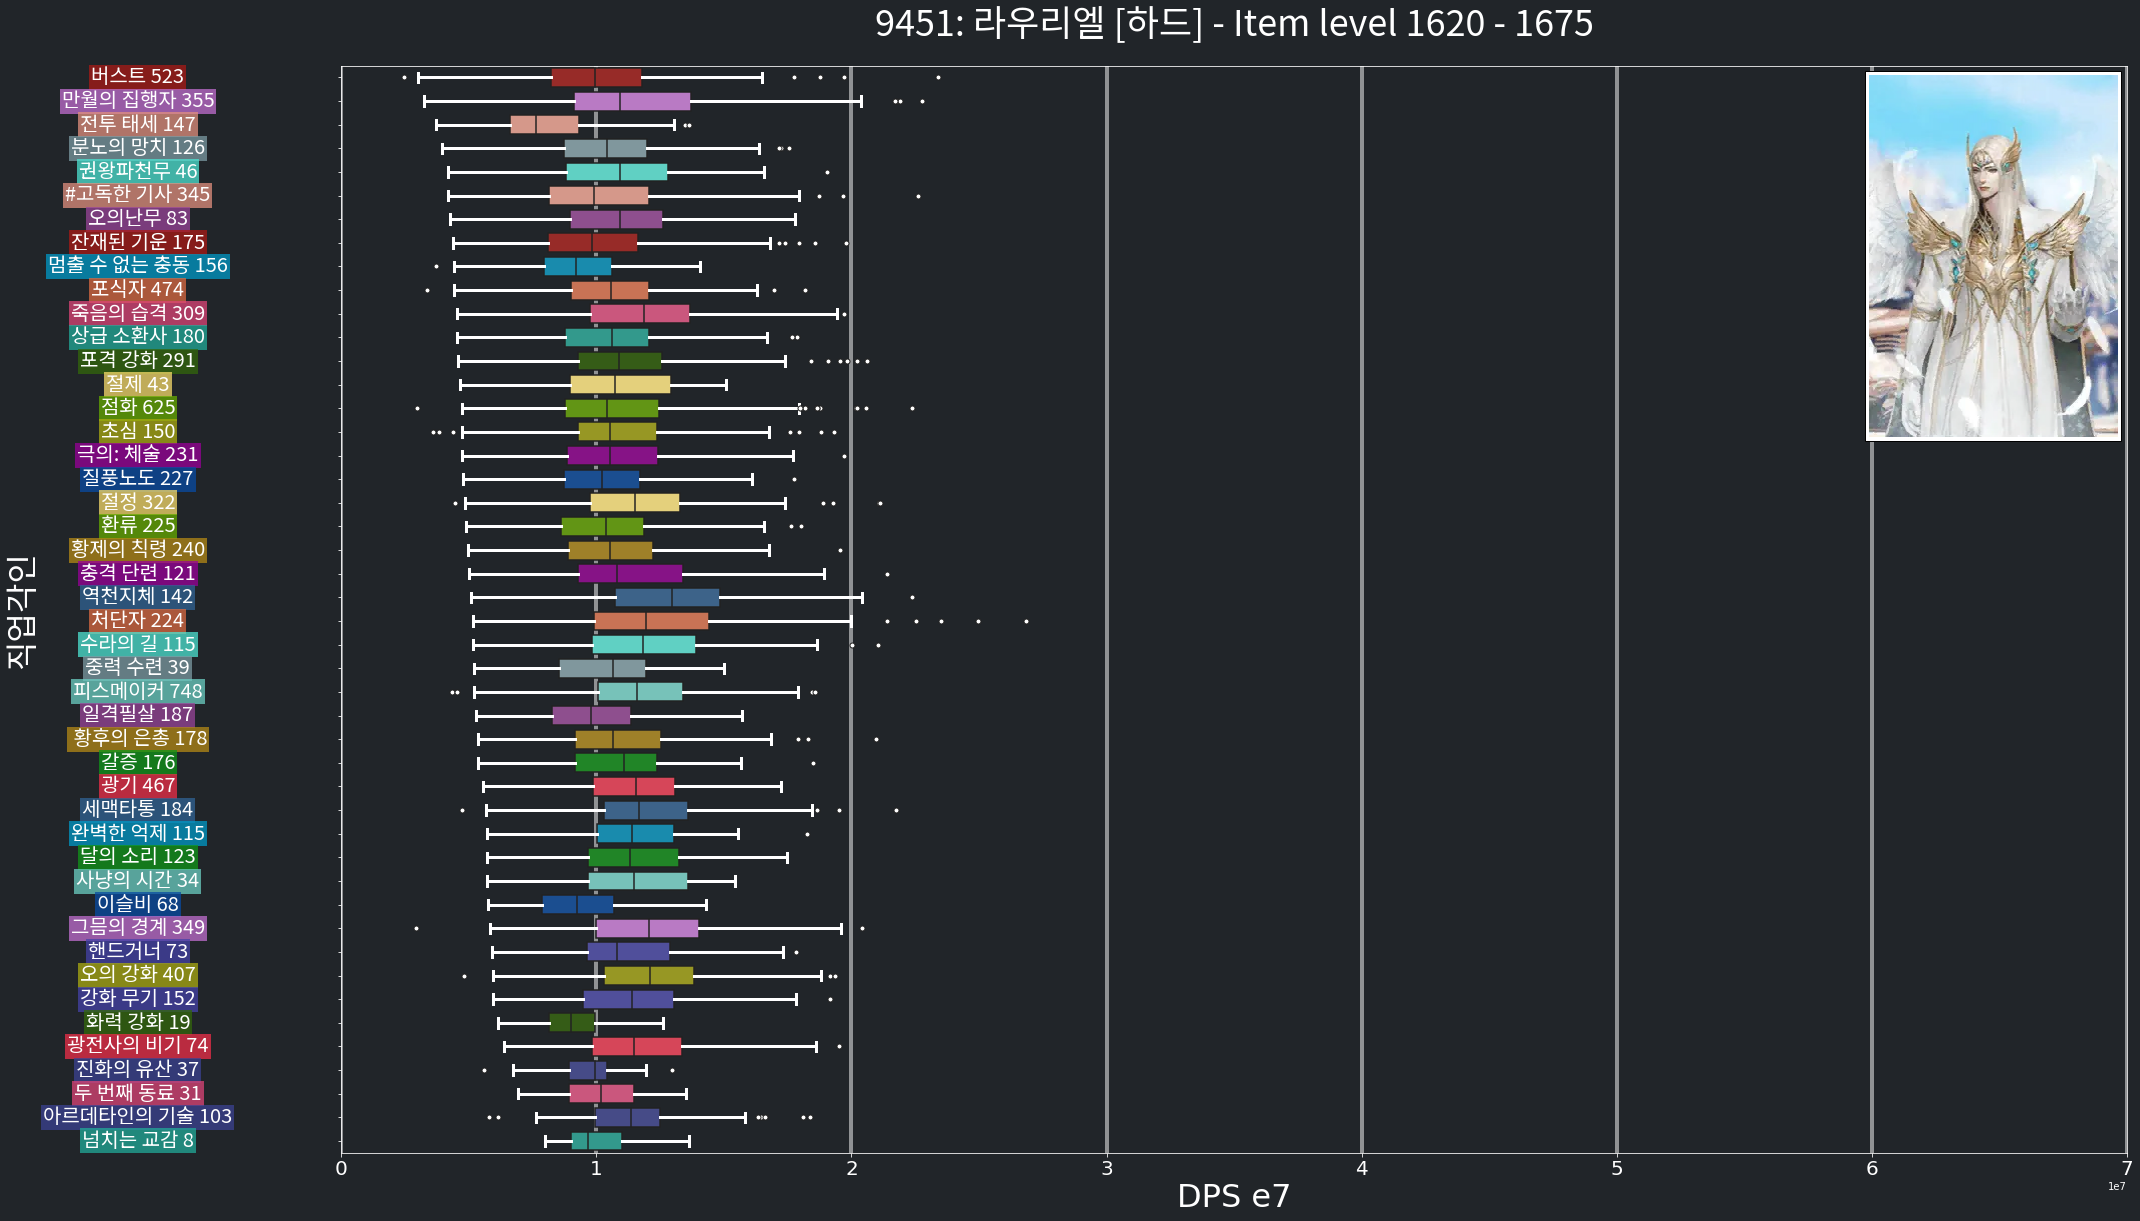 9451: 라우리엘 [하드] - Item level 1620 - 1675
직업각인
버스트 523
만월의 집행자 355
전투 태세 147
분노의 망치 126
권왕파천무 46
#고독한 기사 345
오의난무 83
잔재된 기운 175
멈출 수 없는 충동 156
포식자 474
죽음의 습격 309
상급 소환사 180
포격 강화 291
절제 43
점화 625
초심 150
극의: 체술 231
질풍노도 227
절정 322
환류 225
황제의 칙령 240
충격 단련 121
역천지체 142
처단자 224
수라의 길 115
중력 수련 39
피스메이커 748
일격필살 187
황후의 은총 178
갈증 176
광기 467
세맥타통 184
완벽한 억제 115
달의 소리 123
사냥의 시간 34
이슬비 68
그믐의 경계 349
핸드거너 73
오의 강화 407
강화 무기 152
화력 강화 19
광전사의 비기 74
진화의 유산 37
두 번째 동료 31
아르데타인의 기술 103
넘치는 교감 8
0 1 2 3 4 5 6 7
1e7
DPS e7